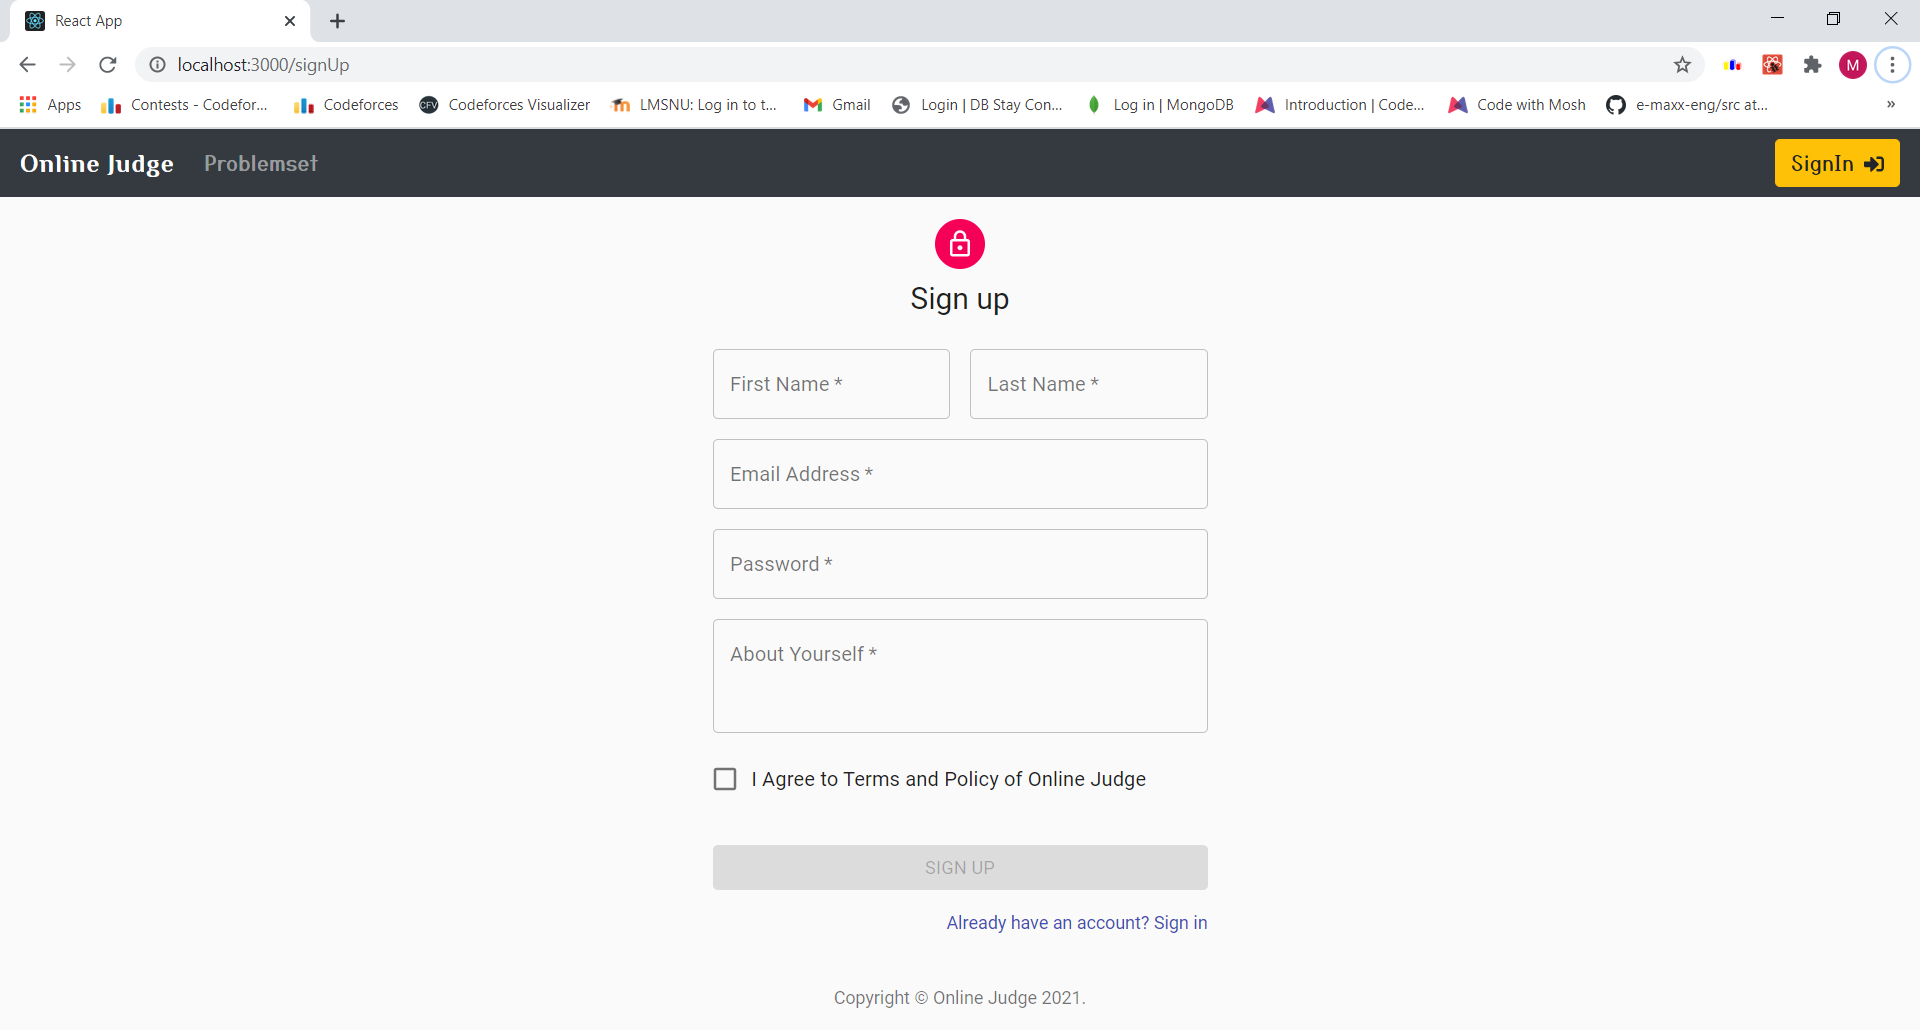 React App
localhost:3000/signUp
M
Apps Contests - Codefor... Codeforces CFV Codeforces Visualizer LMSNU: Log in to t... Gmail Login | DB Stay Con... Log in | MongoDB Introduction | Code... Code with Mosh e-maxx-eng/src at... »
Online Judge Problemset SignIn
Sign up
First Name * Last Name *
Email Address *
Password *
About Yourself *
I Agree to Terms and Policy of Online Judge
SIGN UP
Already have an account? Sign in
Copyright © Online Judge 2021.